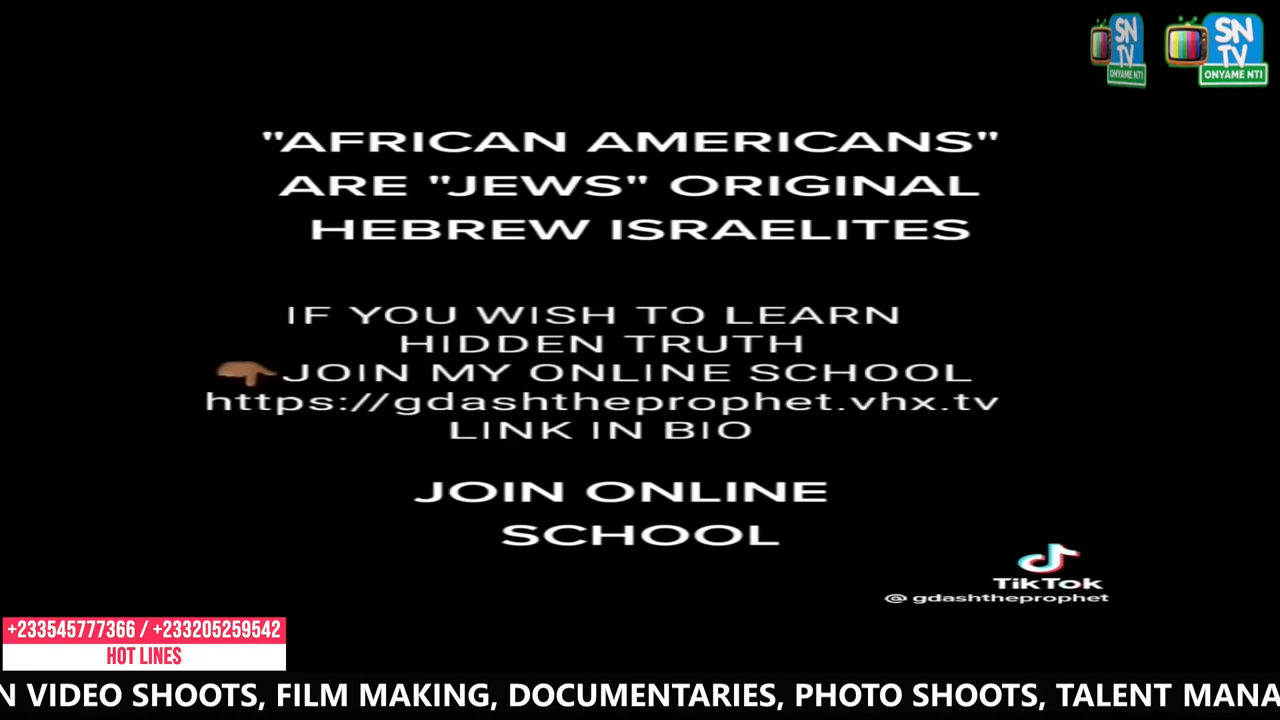 SN
TV
ONYAME NTI
SN
TV
ONYAME NTI
"AFRICAN AMERICANS"
ARE "JEWS" ORIGINAL
HEBREW ISRAELITES
IF YOU WISH TO LEARN
HIDDEN TRUTH
JOIN MY ONLINE SCHOOL
https://gdashtheprophet.vhx.tv
LINK IN BIO
JOIN ONLINE
SCHOOL
TikTok
@gdashtheprophet
+233545777366 / +233205259542
HOT LINES
N VIDEO SHOOTS, FILM MAKING, DOCUMENTARIES, PHOTO SHOOTS, TALENT MANA